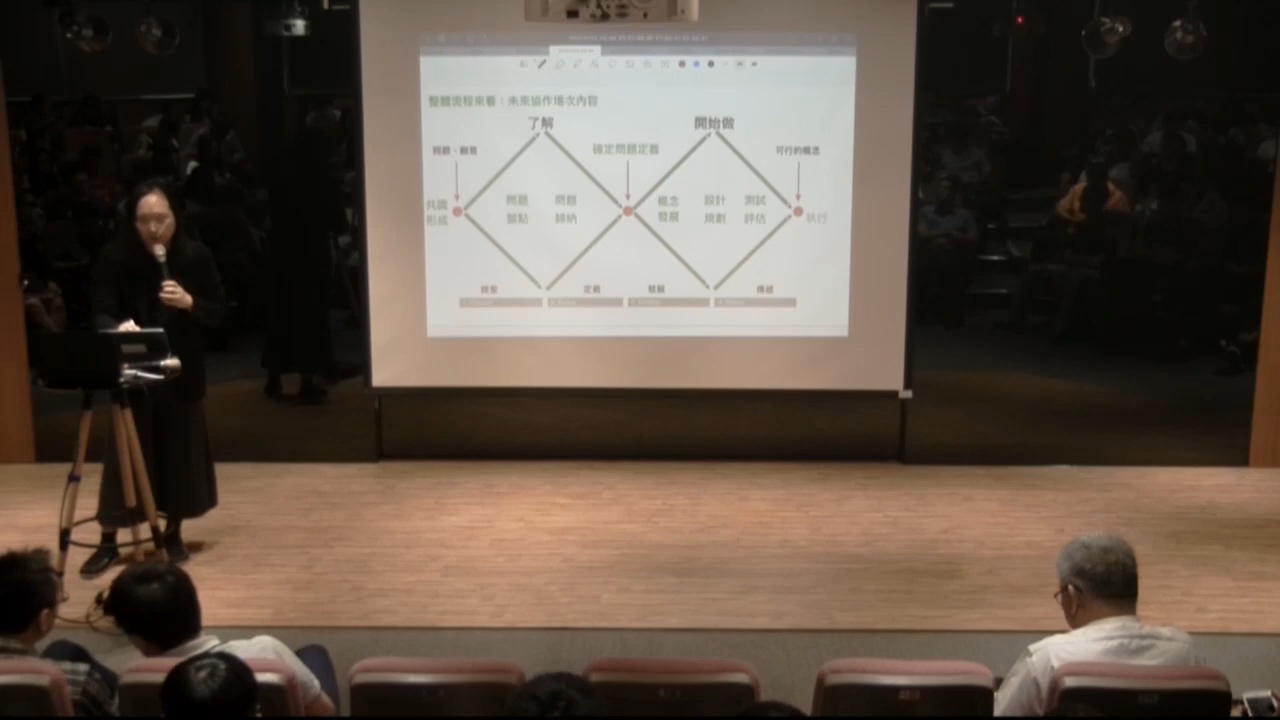 整體流程來看：未來協作場次內容
了解
開始做
問題、願景
確定問題定義
可行的概念
共識
形成
問題
盤點
問題
歸納
概念
發展
設計
規劃
測試
評估
執行
探索
定義
發展
傳遞